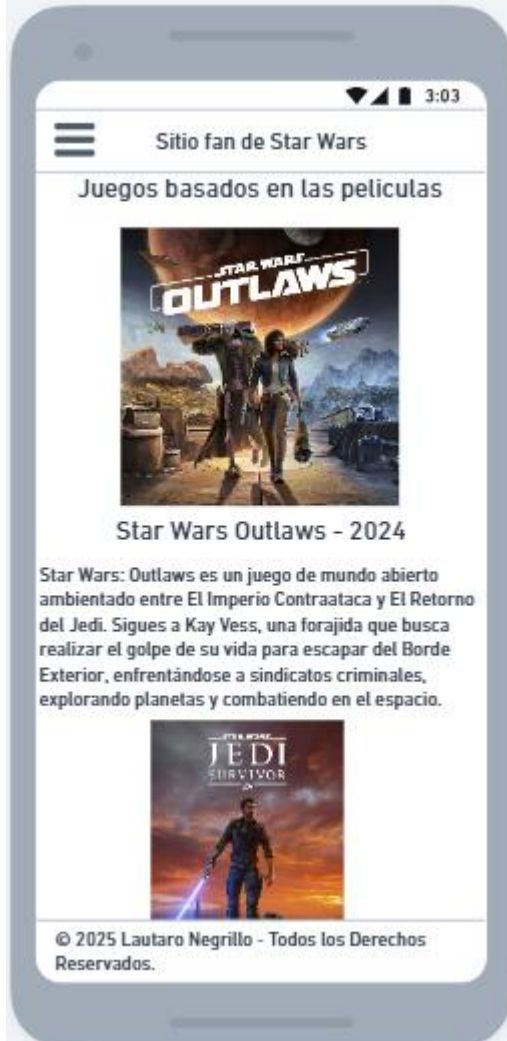 3:03
Sitio fan de Star Wars
Juegos basados en las peliculas
STAR WARS
OUTLAWS
Star Wars Outlaws - 2024
Star Wars: Outlaws es un juego de mundo abierto
ambientado entre El Imperio Contraataca y El Retorno
del Jedi. Sigues a Kay Vess, una forajida que busca
realizar el golpe de su vida para escapar del Borde
Exterior, enfrentándose a sindicatos criminales,
explorando planetas y combatiendo en el espacio.
STAR WARS
JEDI
SURVIVOR
© 2025 Lautaro Negrillo - Todos los Derechos
Reservados.